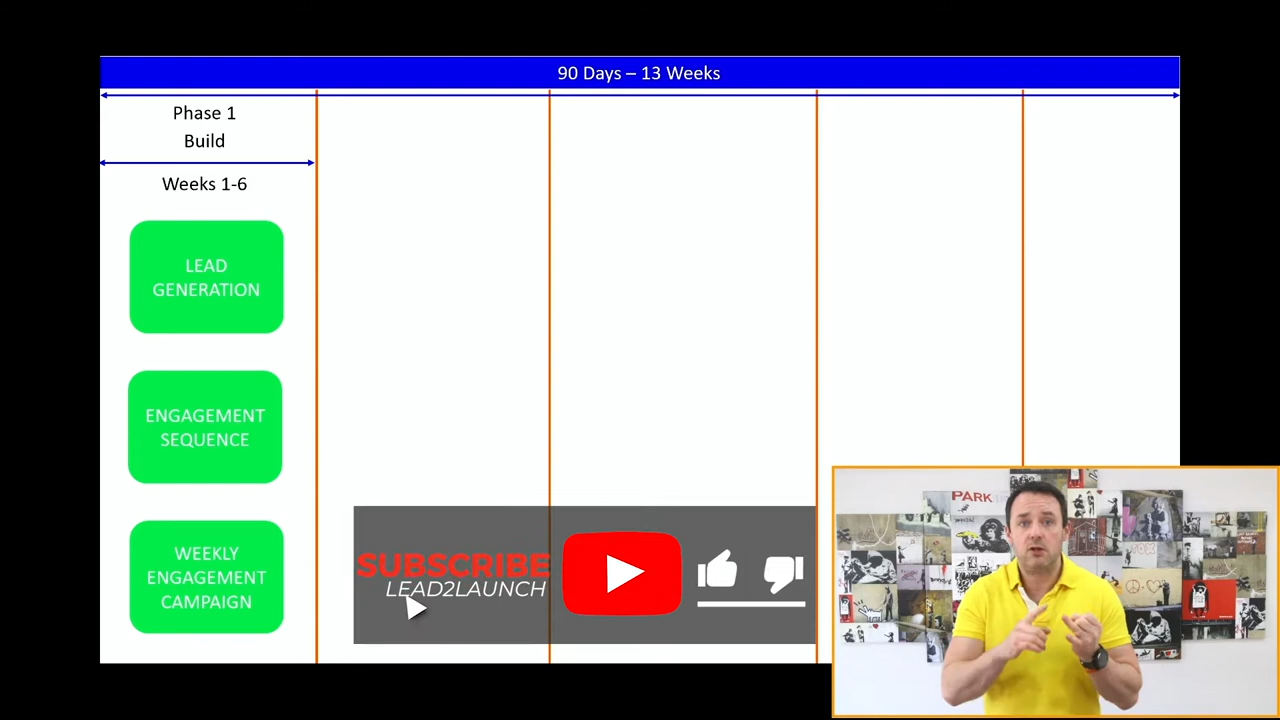 90 Days – 13 Weeks
Phase 1
Build
Weeks 1-6
LEAD
GENERATION
ENGAGEMENT
SEQUENCE
WEEKLY
ENGAGEMENT
CAMPAIGN
SUBSCRIBE
LEAD2LAUNCH
PARK